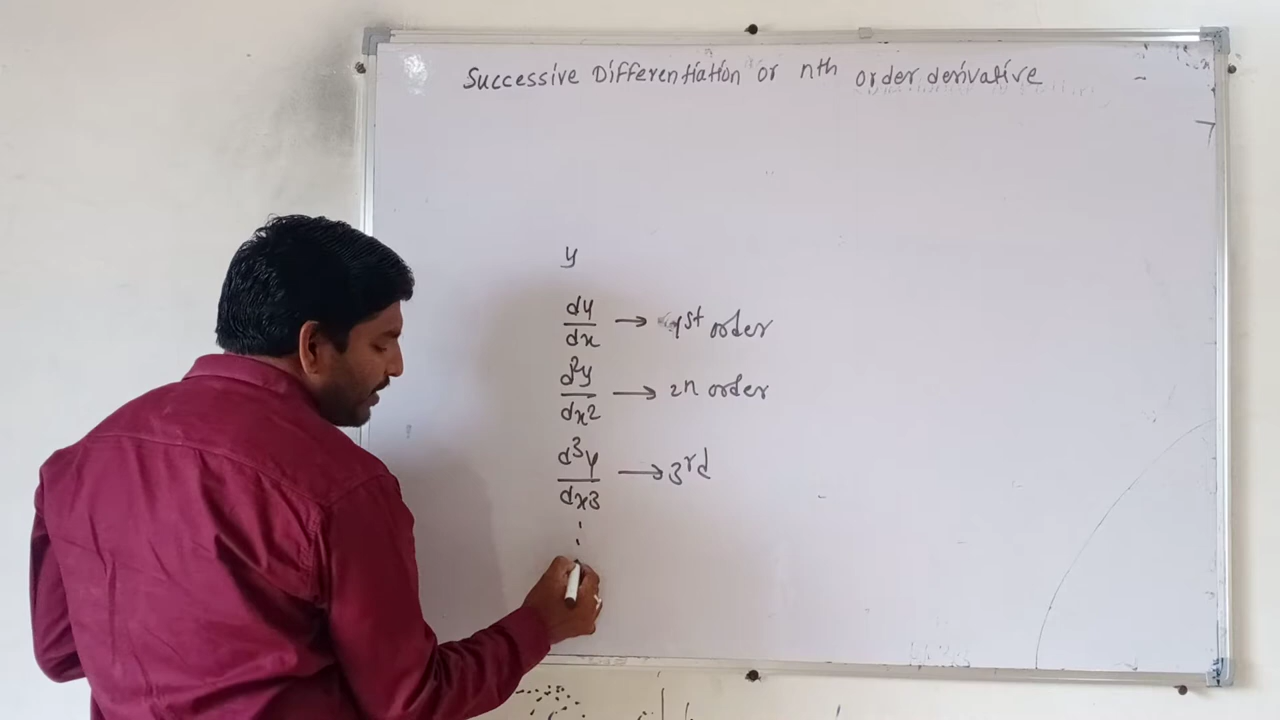 Successive Differentiation or nth order derivative
y
dy/dx → 1st order
d²y/dx2 → 2n order
d³y/dx3 → 3rd